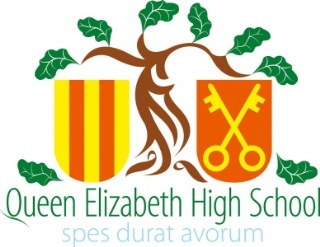 Queen Elizabeth High School
spes durat avorum